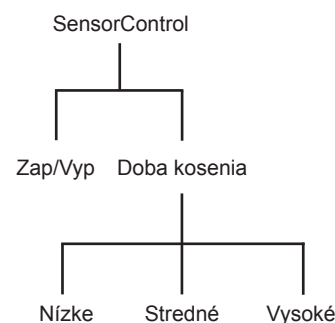 SensorControl
Zap/Vyp Doba kosenia
Nízke Stredné Vysoké